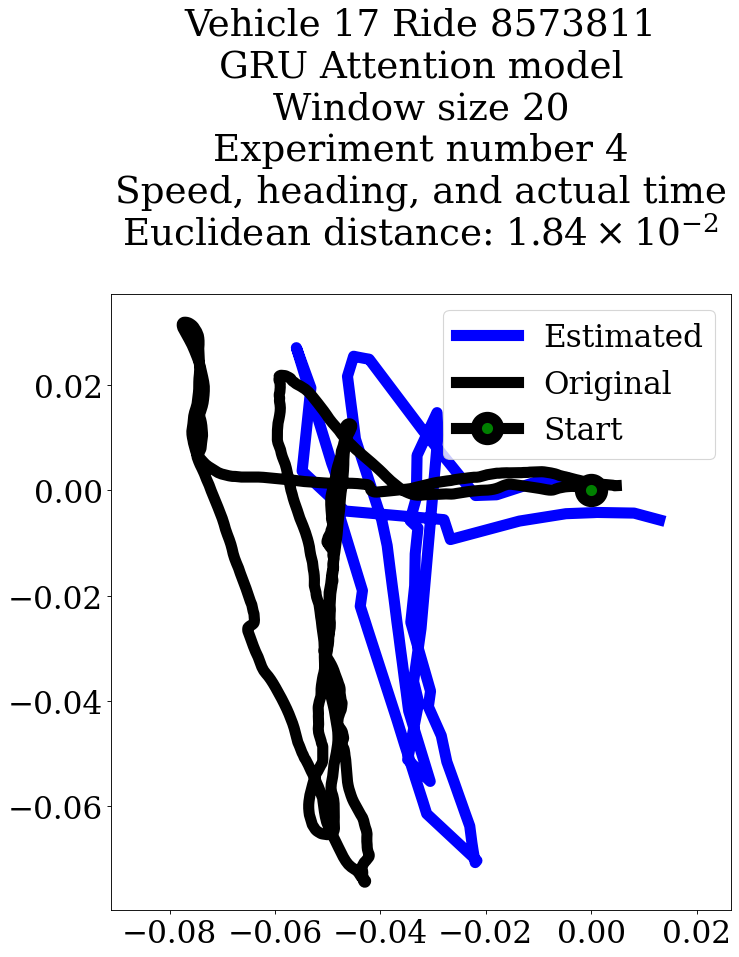 Vehicle 17 Ride 8573811
GRU Attention model
Window size 20
Experiment number 4
Speed, heading, and actual time
Euclidean distance: 1.84 × 10⁻²
Estimated
Original
Start
0.02
0.00
−0.02
−0.04
−0.06
−0.08 −0.06 −0.04 −0.02 0.00 0.02